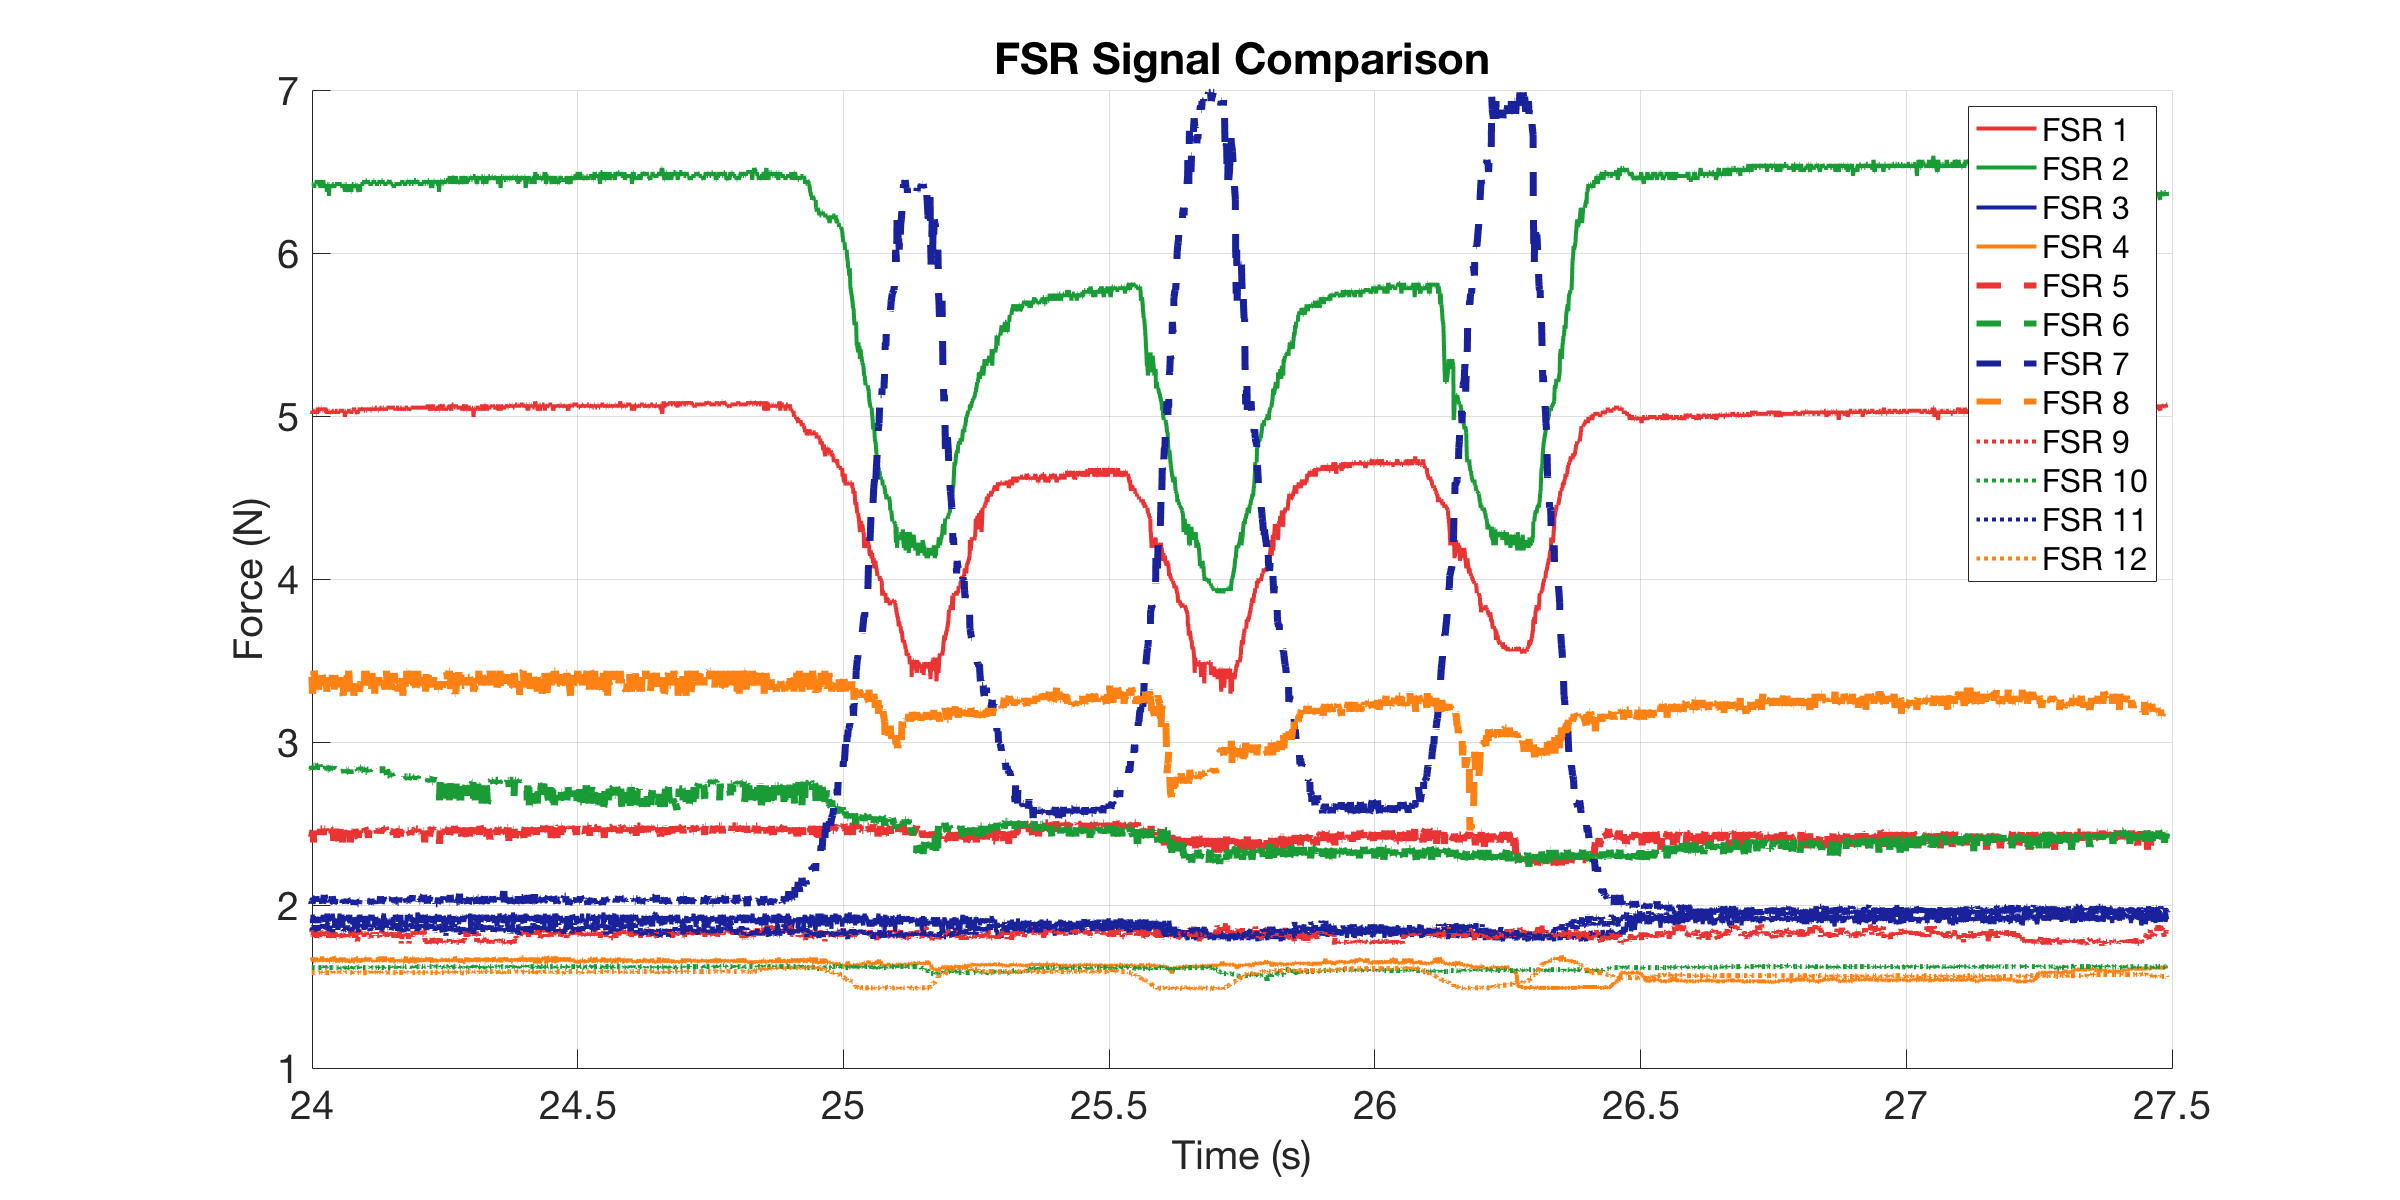 FSR Signal Comparison
7
6
5
4
3
2
1
Force (N)
24
24.5
25
25.5
26
26.5
27
27.5
Time (s)
FSR 1
FSR 2
FSR 3
FSR 4
FSR 5
FSR 6
FSR 7
FSR 8
FSR 9
FSR 10
FSR 11
FSR 12